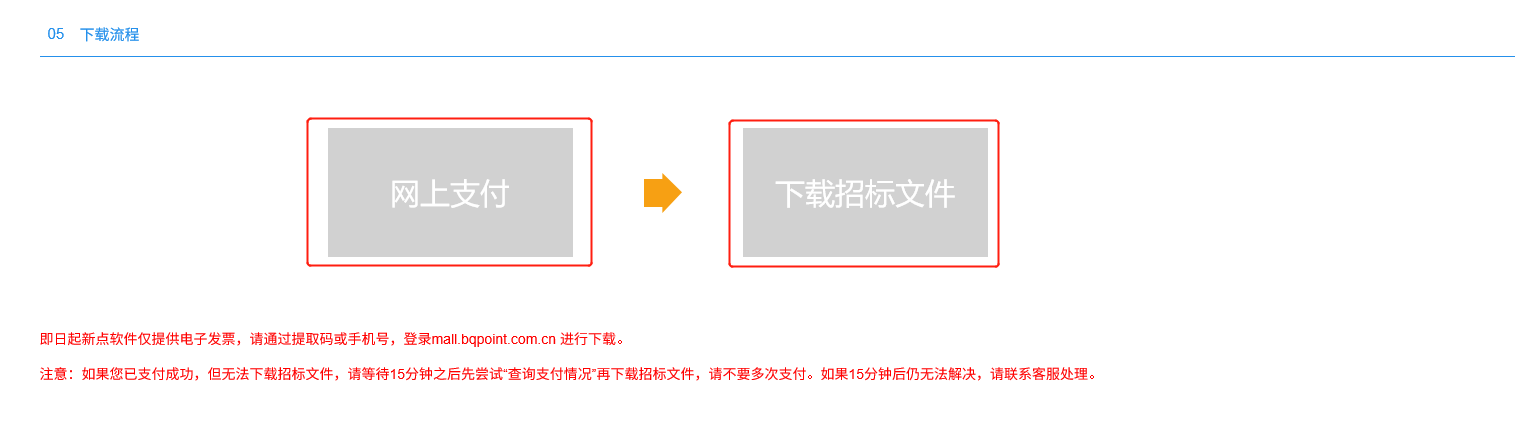 05 下载流程
网上支付
下载招标文件
即日起新点软件仅提供电子发票，请通过提取码或手机号，登录mall.bqpoint.com.cn 进行下载。
注意：如果您已支付成功，但无法下载招标文件，请等待15分钟之后先尝试“查询支付情况”再下载招标文件，请不要多次支付。如果15分钟后仍无法解决，请联系客服处理。